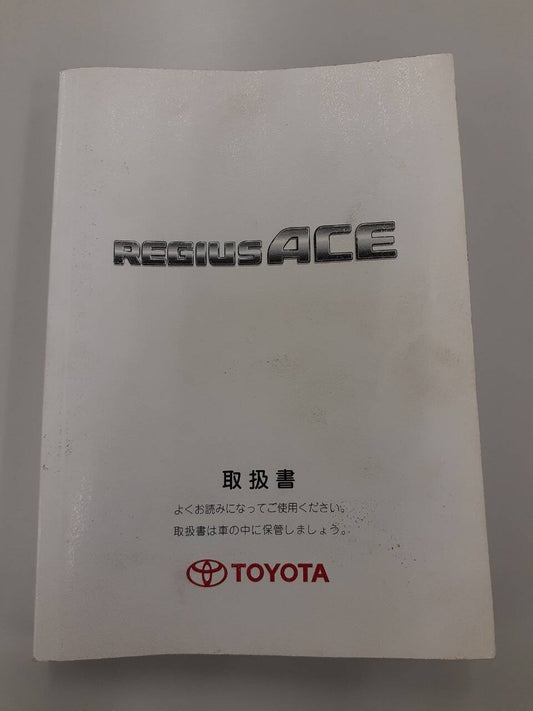 REGIUS ACE
取扱書
よくお読みになってご使用ください。
取扱書は車の中に保管しましょう。
TOYOTA